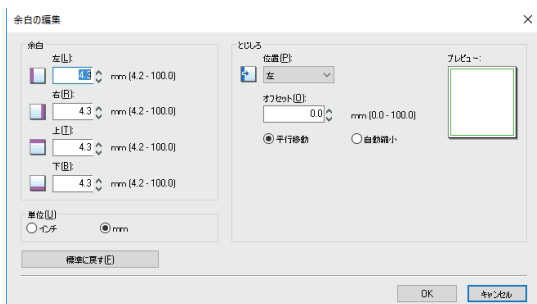 余白の編集
余白
左(L):
4.3 mm (4.2 - 100.0)
右(R):
4.3 mm (4.2 - 100.0)
上(T):
4.3 mm (4.2 - 100.0)
下(B):
4.3 mm (4.2 - 100.0)
単位(U)
インチ mm
標準に戻す(F)
とじしろ
位置(P):
左
オフセット(O):
0.0 mm (0.0 - 100.0)
平行移動 自動縮小
プレビュー:
OK キャンセル